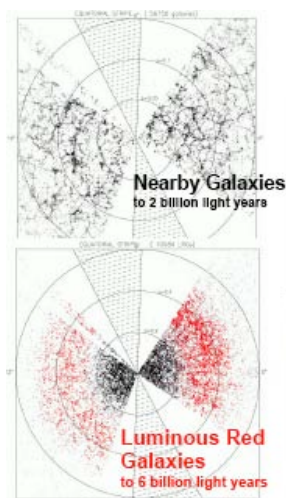 Nearby Galaxies
to 2 billion light years
Luminous Red
Galaxies
to 6 billion light years